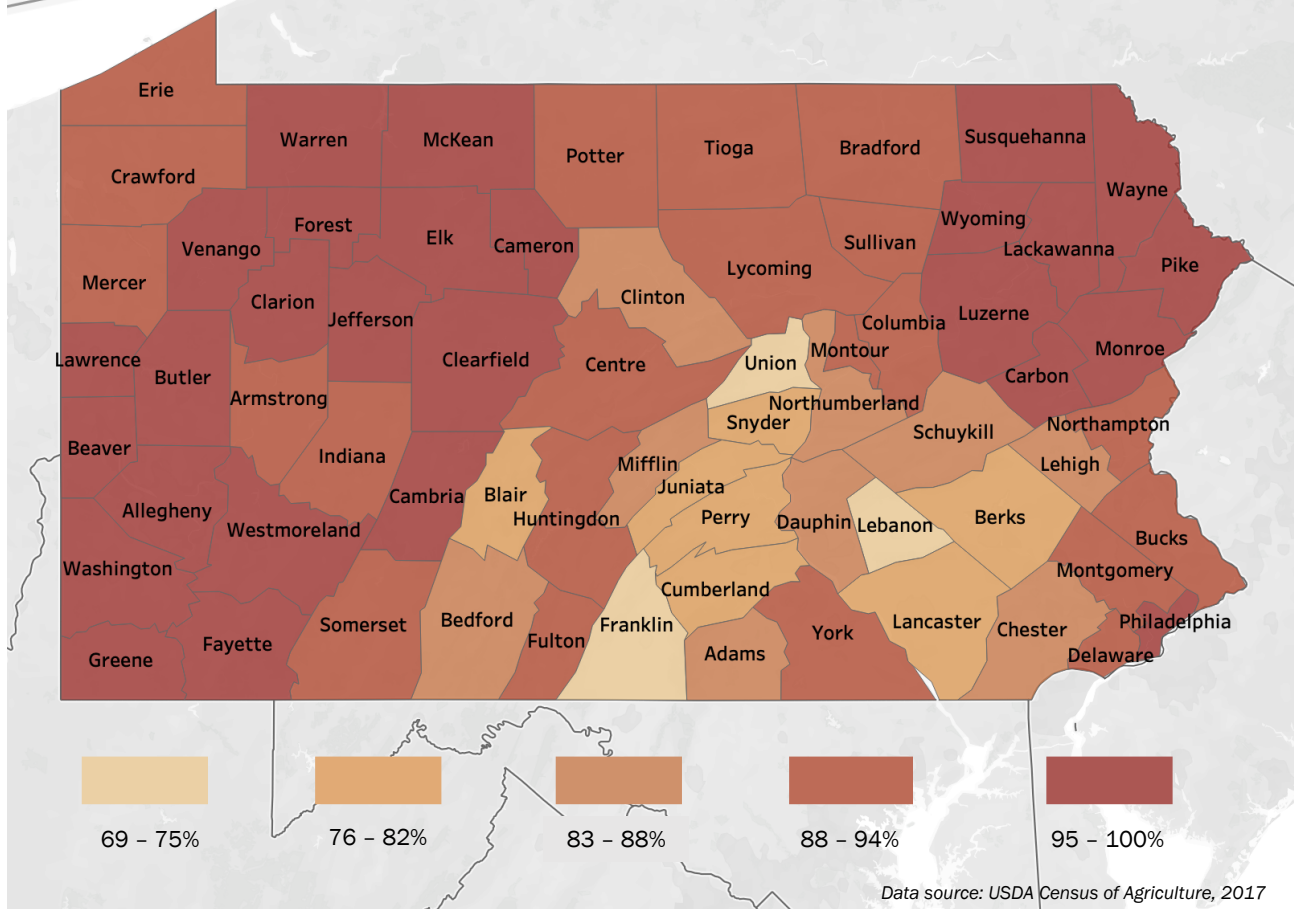 Erie
Warren
McKean
Potter
Tioga
Bradford
Susquehanna
Crawford
Wayne
Forest
Wyoming
Venango
Elk
Cameron
Sullivan
Lackawanna
Mercer
Lycoming
Pike
Clarion
Clinton
Jefferson
Columbia
Luzerne
Lawrence
Butler
Clearfield
Centre
Union
Montour
Monroe
Carbon
Armstrong
Northumberland
Snyder
Schuykill
Northampton
Beaver
Indiana
Mifflin
Lehigh
Juniata
Cambria
Blair
Allegheny
Westmoreland
Huntingdon
Perry
Dauphin
Lebanon
Berks
Bucks
Washington
Montgomery
Cumberland
Somerset
Bedford
Franklin
Lancaster
Philadelphia
Fayette
Fulton
York
Chester
Greene
Adams
Delaware
69 – 75%
76 – 82%
83 – 88%
88 – 94%
95 – 100%
Data source: USDA Census of Agriculture, 2017